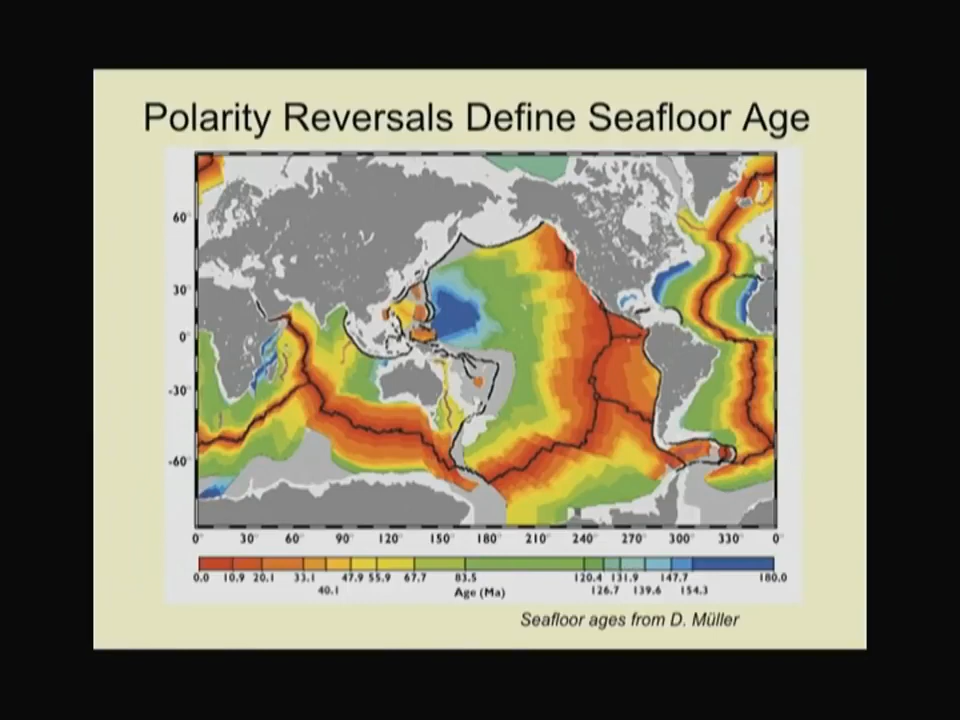 Polarity Reversals Define Seafloor Age
60°
30°
0°
-30°
-60°
0° 30° 60° 90° 120° 150° 180° 210° 240° 270° 300° 330° 0°
0.0 10.9 20.1 33.1 47.9 55.9 67.7 83.5 120.4 131.9 147.7 180.0
40.1 Age (Ma) 126.7 139.6 154.3
Seafloor ages from D. Müller